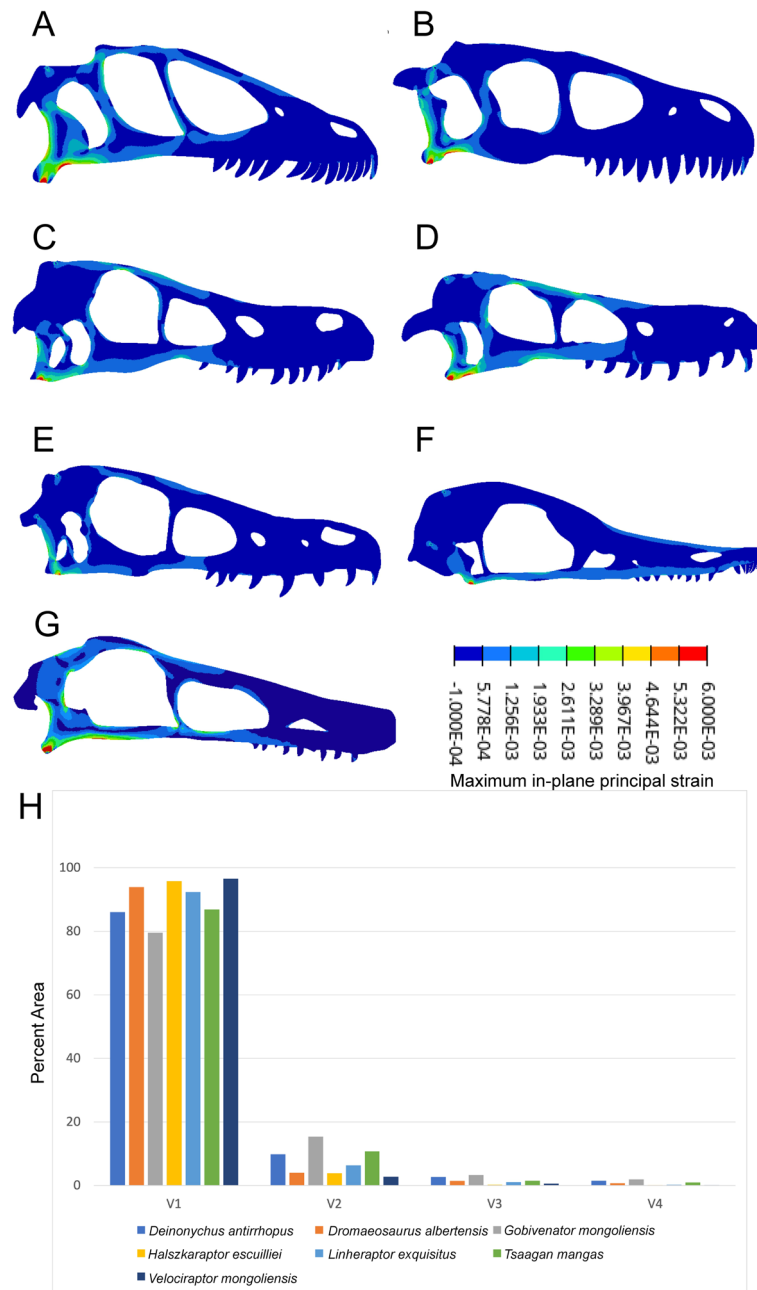 A
B
C
D
E
F
G
-1.000E-04
5.778E-04
1.256E-03
1.933E-03
2.611E-03
3.289E-03
3.967E-03
4.644E-03
5.322E-03
6.000E-03
Maximum in-plane principal strain
H
100
80
60
40
20
0
Percent Area
V1 V2 V3 V4
Deinonychus antirrhopus Dromaeosaurus albertensis Gobivenator mongoliensis
Halszkaraptor escuilliei Linheraptor exquisitus Tsaagan mangas
Velociraptor mongoliensis